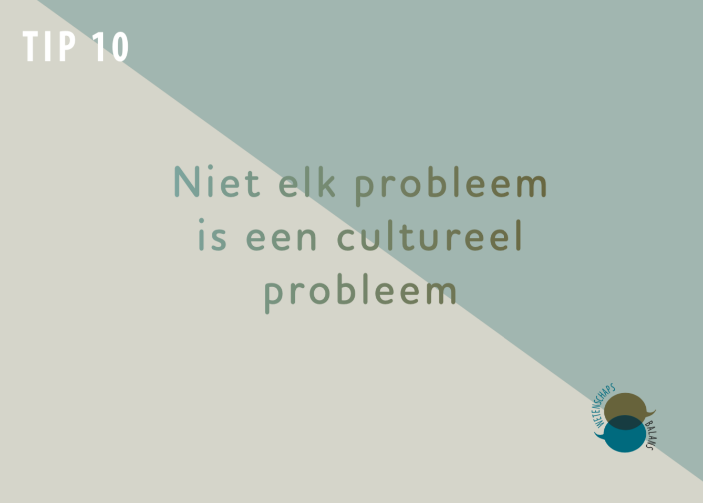 TIP 10
Niet elk probleem
is een cultureel
probleem
WETENSCHAPS
BALANS